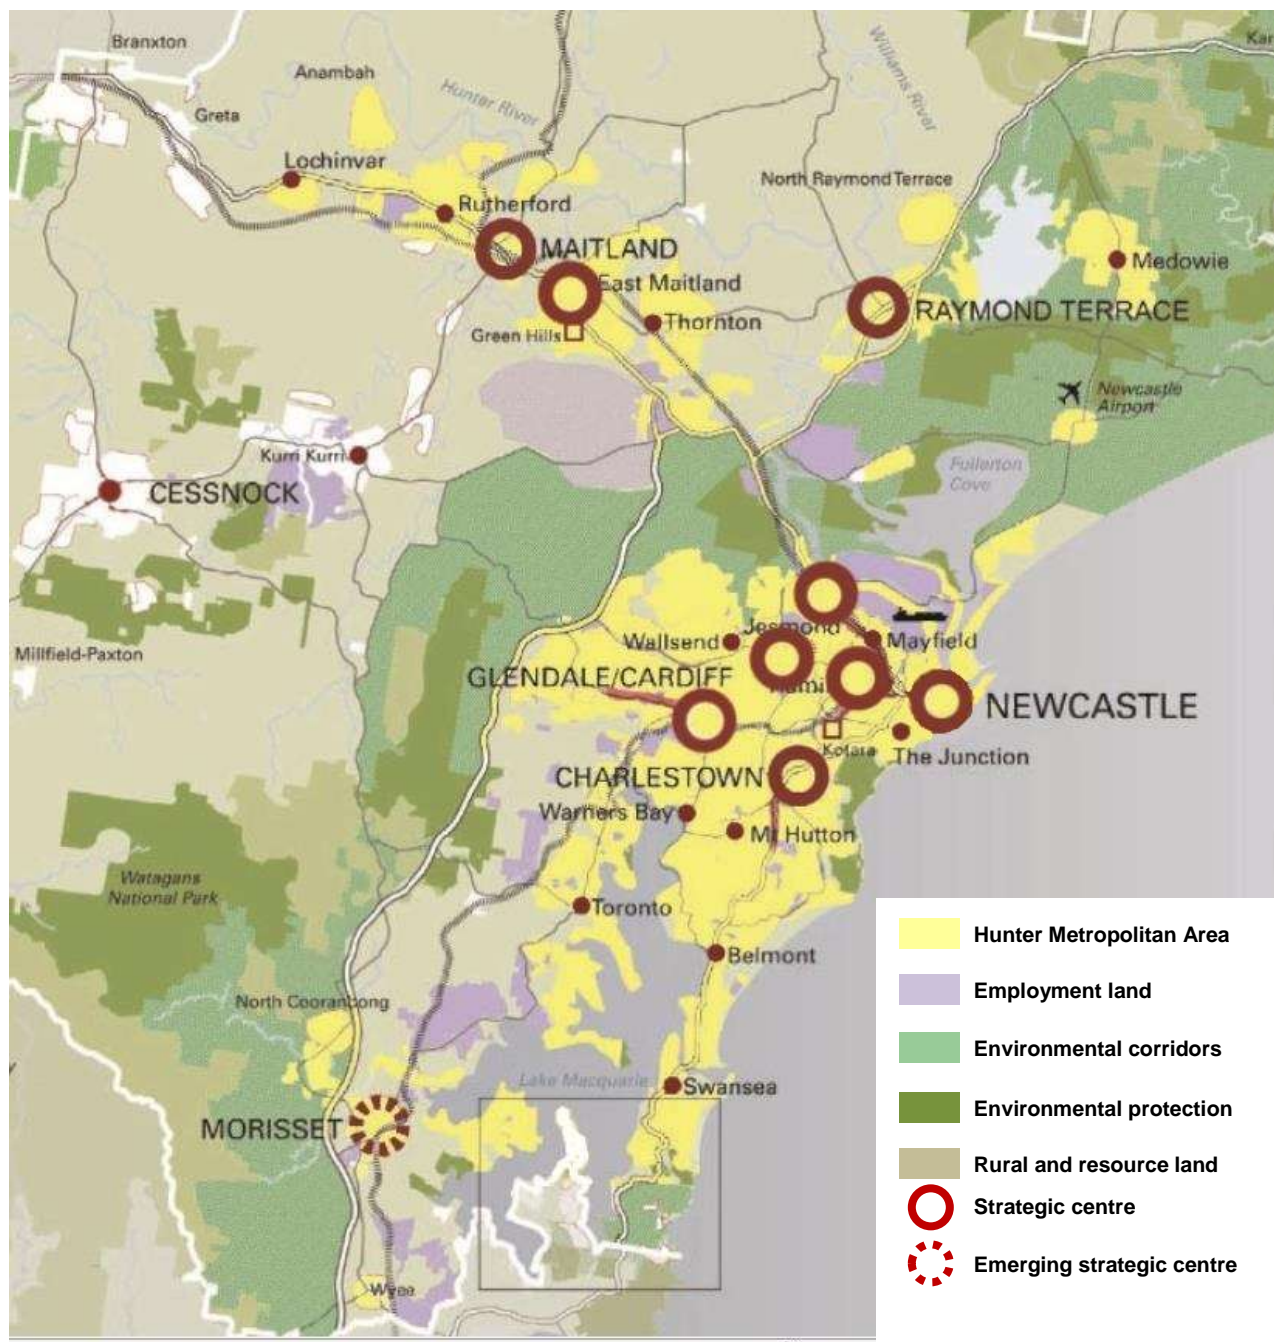 Branxton
Anambah
Williams River
Kar
Hunter River
Greta
Lochinvar
North Raymond Terrace
Rutherford
MAITLAND
Medowie
East Maitland
RAYMOND TERRACE
Thornton
Green Hills
Newcastle
Airport
Kurri Kurri
Fullerton
Cove
CESSNOCK
Jesmond
Wallsend
Mayfield
Millfield-Paxton
GLENDALE/CARDIFF
Hami
NEWCASTLE
Kotara
The Junction
CHARLESTOWN
Warners Bay
Mt Hutton
Watagans
National Park
Toronto
Belmont
North Cooranbong
Lake Macquarie
Swansea
MORISSET
Wyee
Hunter Metropolitan Area
Employment land
Environmental corridors
Environmental protection
Rural and resource land
Strategic centre
Emerging strategic centre